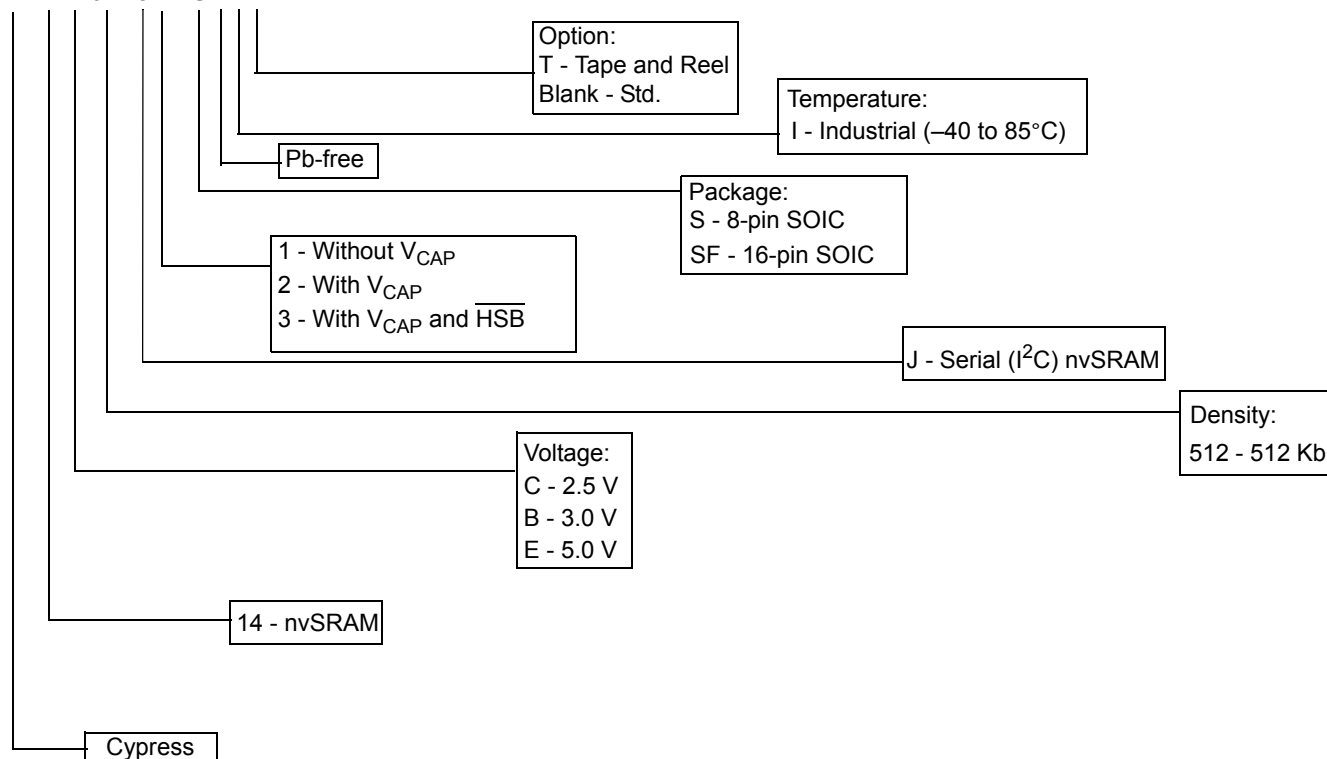 Option:
T - Tape and Reel
Blank - Std.
Temperature:
I - Industrial (–40 to 85°C)
Pb-free
Package:
S - 8-pin SOIC
SF - 16-pin SOIC
1 - Without VCAP
2 - With VCAP
3 - With VCAP and H̅S̅B̅
J - Serial (I²C) nvSRAM
Density:
512 - 512 Kb
Voltage:
C - 2.5 V
B - 3.0 V
E - 5.0 V
14 - nvSRAM
Cypress